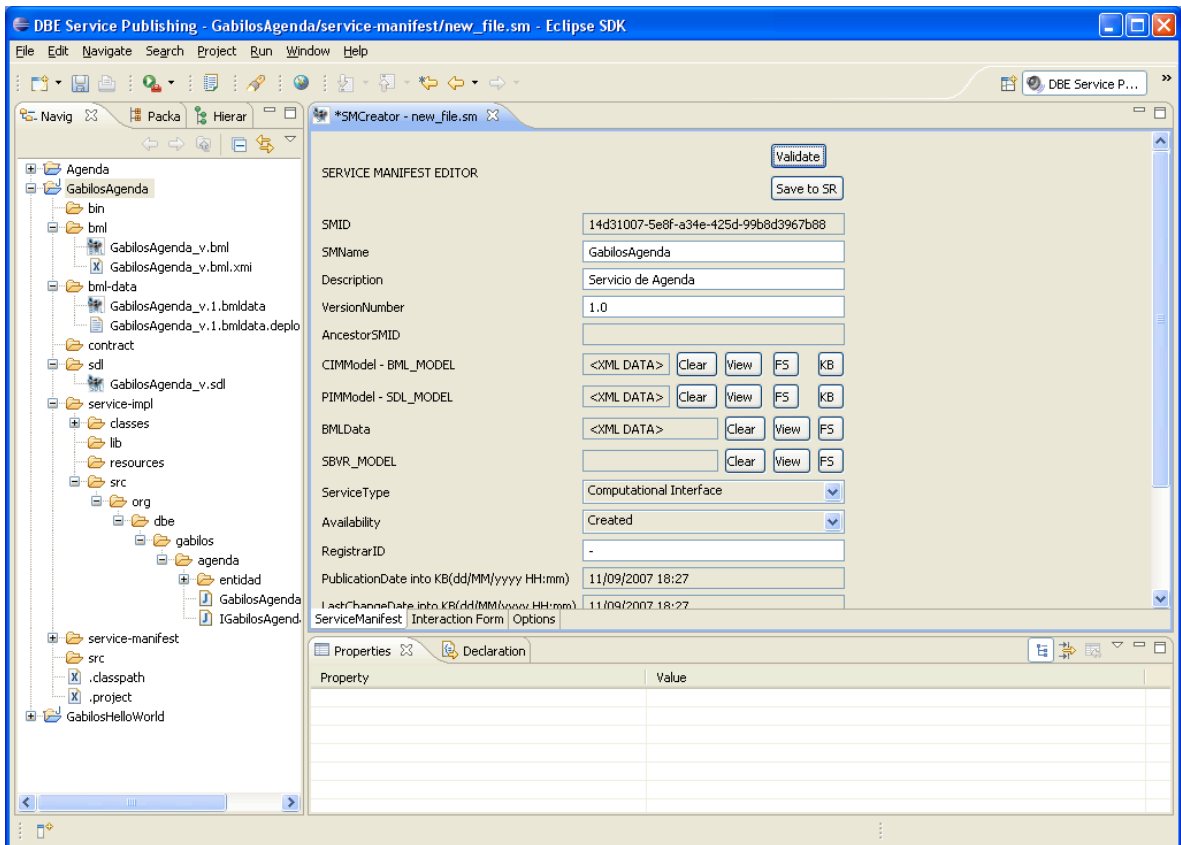 DBE Service Publishing - GabilosAgenda/service-manifest/new_file.sm - Eclipse SDK
File Edit Navigate Search Project Run Window Help
DBE Service P... »
Navig Packa Hierar
Agenda
GabilosAgenda
bin
bml
GabilosAgenda_v.bml
GabilosAgenda_v.bml.xmi
bml-data
GabilosAgenda_v.1.bmldata
GabilosAgenda_v.1.bmldata.deplo
contract
sdl
GabilosAgenda_v.sdl
service-impl
classes
lib
resources
src
org
dbe
gabilos
agenda
entidad
GabilosAgenda
IGabilosAgend
service-manifest
src
.classpath
.project
GabilosHelloWorld
*SMCreator - new_file.sm
Validate
SERVICE MANIFEST EDITOR
Save to SR
SMID 14d31007-5e8f-a34e-425d-99b8d3967b88
SMName GabilosAgenda
Description Servicio de Agenda
VersionNumber 1.0
AncestorSMID
CIMModel - BML_MODEL <XML DATA> Clear View FS KB
PIMModel - SDL_MODEL <XML DATA> Clear View FS KB
BMLData <XML DATA> Clear View FS
SBVR_MODEL Clear View FS
ServiceType Computational Interface
Availability Created
RegistrarID -
PublicationDate into KB(dd/MM/yyyy HH:mm) 11/09/2007 18:27
LastChangeDate into KB(dd/MM/yyyy HH:mm) 11/09/2007 18:27
ServiceManifest Interaction Form Options
Properties Declaration
Property Value